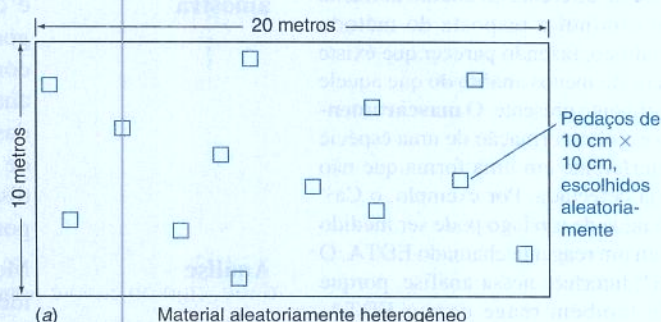 20 metros
10 metros
Pedaços de
10 cm ×
10 cm,
escolhidos
aleatoria-
mente
(a) Material aleatoriamente heterogêneo